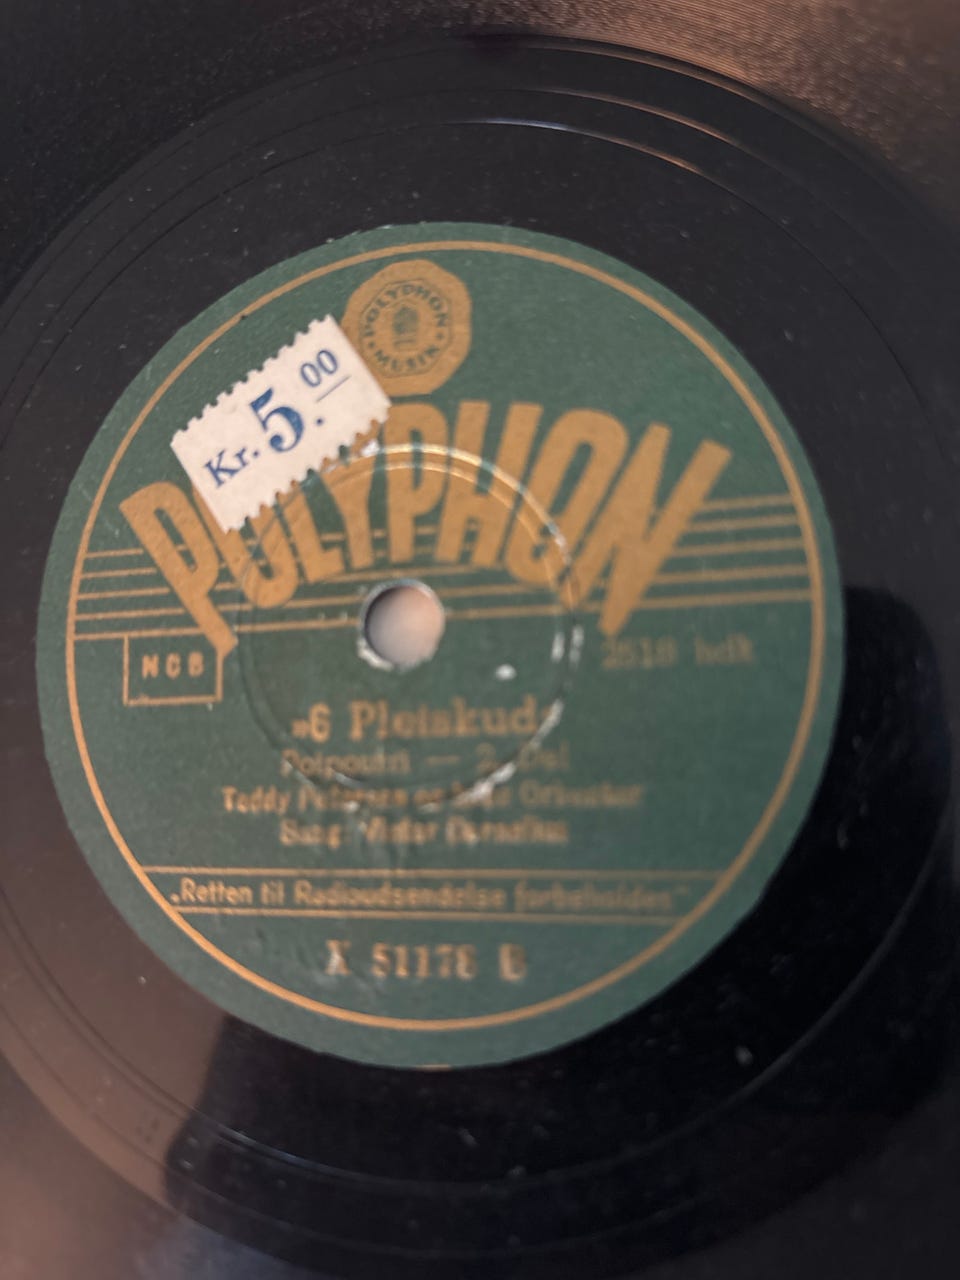 POLYPHON
MUSIK
Kr. 5.00
POLYPHON
NCB
2518 hdk
»6 Pletskud«
Potpourri — 2. Del
Teddy Petersen og hans Orkester
Sang: Viktor Cornelius
„Retten til Radioudsendelse forbeholdes"
X 51178 B